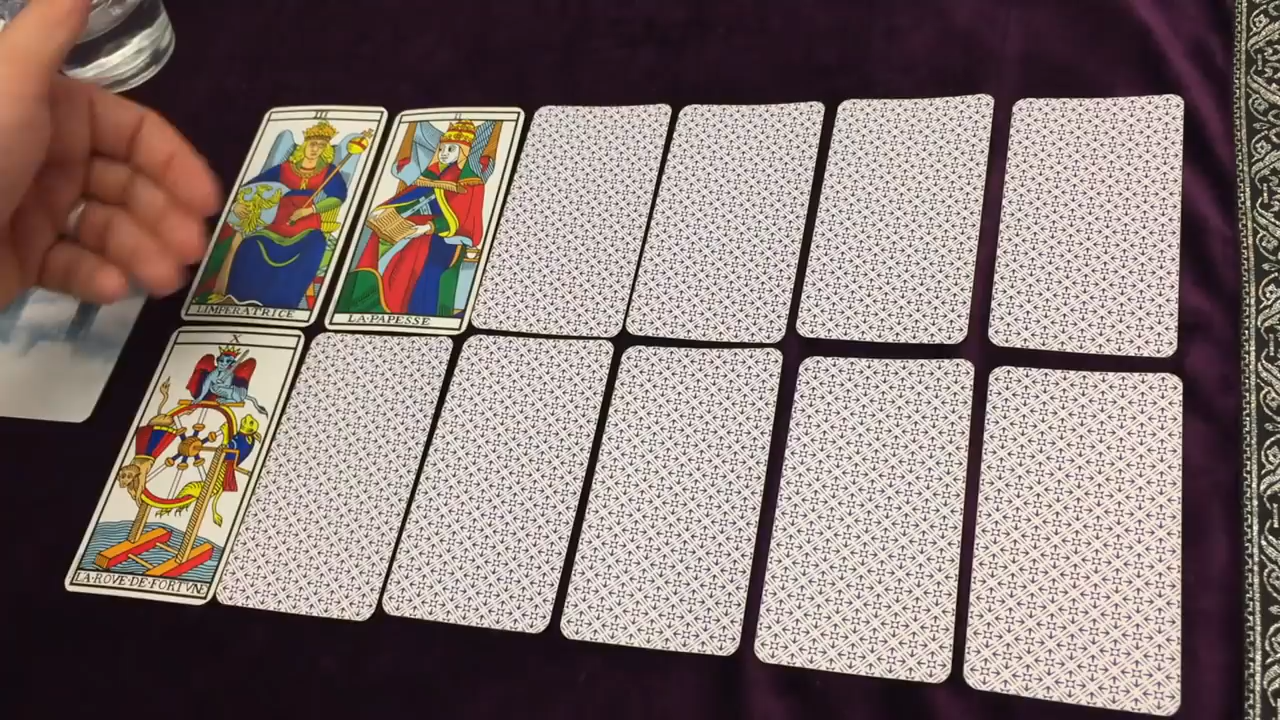 III
II
L'IMPERATRICE
LA·PAPESSE
X
LA·ROVE·DE·FORTVNE